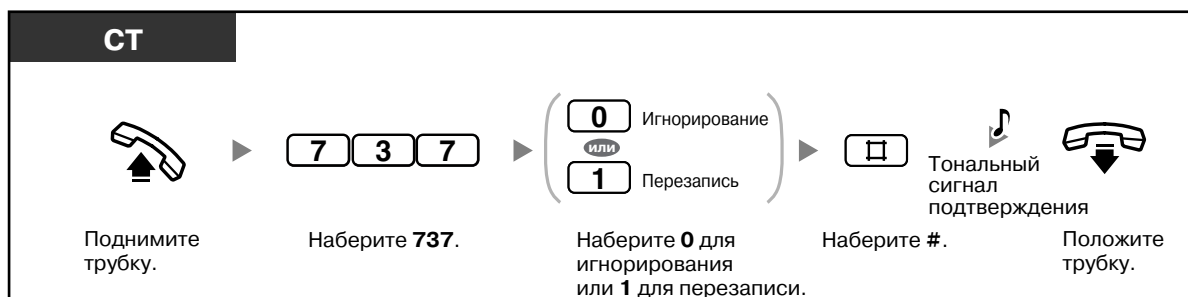 СТ
7 3 7
0 Игнорирование
или
1 Перезапись
Тональный
сигнал
подтверждения
Поднимите
трубку.
Наберите 737.
Наберите 0 для
игнорирования
или 1 для перезаписи.
Наберите #.
Положите
трубку.